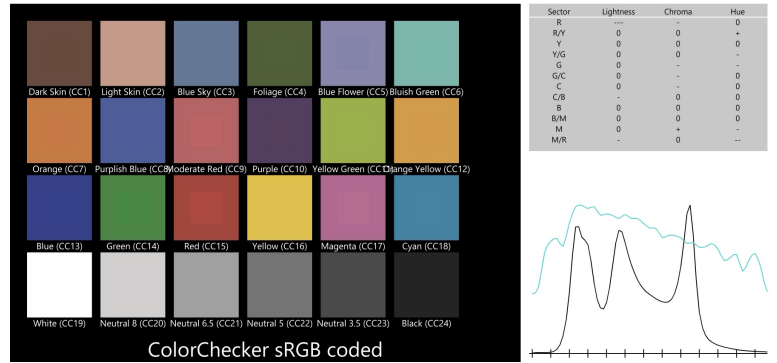 Dark Skin (CC1) Light Skin (CC2) Blue Sky (CC3) Foliage (CC4) Blue Flower (CC5) Bluish Green (CC6)
Orange (CC7) Purplish Blue (CC8) Moderate Red (CC9) Purple (CC10) Yellow Green (CC11) Orange Yellow (CC12)
Blue (CC13) Green (CC14) Red (CC15) Yellow (CC16) Magenta (CC17) Cyan (CC18)
White (CC19) Neutral 8 (CC20) Neutral 6.5 (CC21) Neutral 5 (CC22) Neutral 3.5 (CC23) Black (CC24)
ColorChecker sRGB coded
Sector Lightness Chroma Hue
R --- - 0
R/Y 0 0 +
Y 0 0 0
Y/G 0 0 -
G 0 - -
G/C 0 - 0
C 0 - 0
C/B - 0 0
B 0 0 0
B/M 0 0 0
M 0 + -
M/R - 0 --